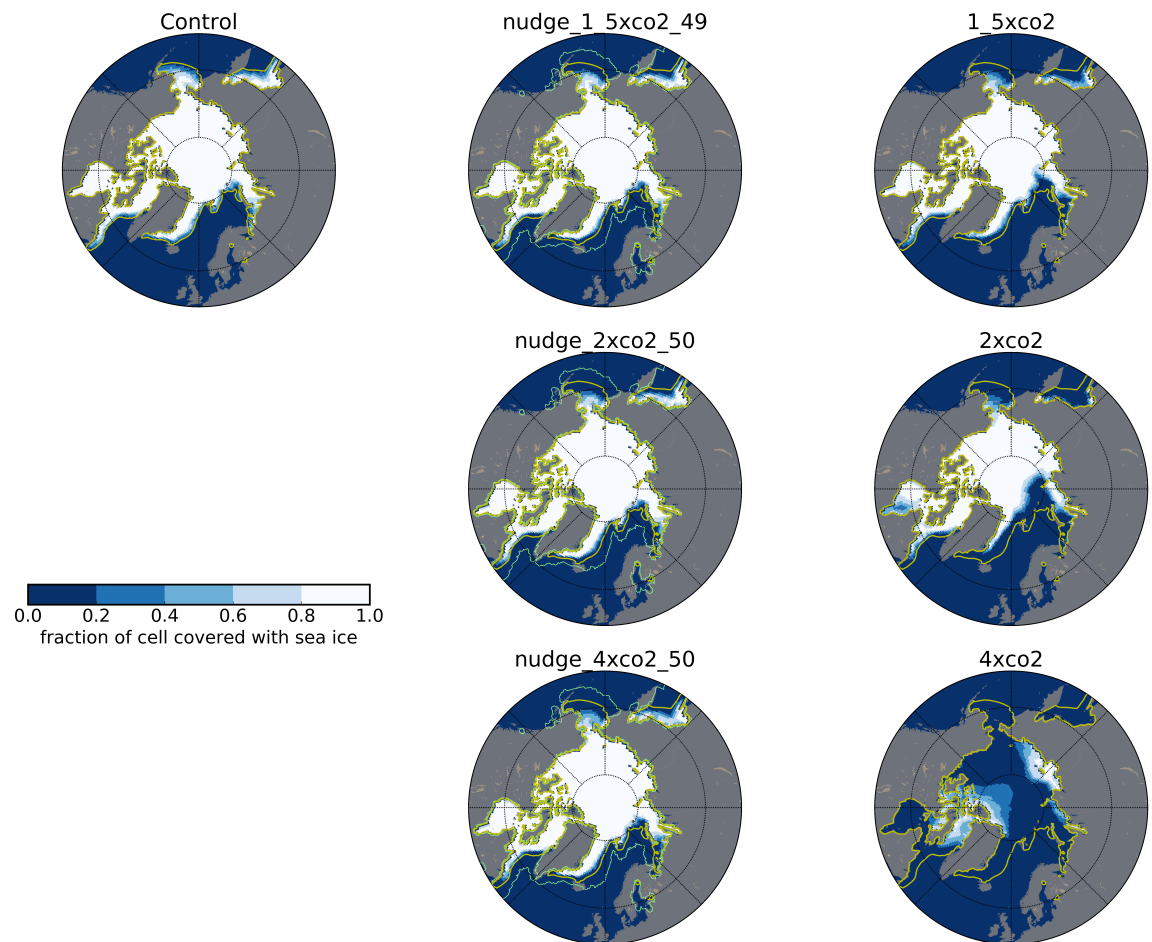 Control
nudge_1_5xco2_49
1_5xco2
nudge_2xco2_50
2xco2
0.0 0.2 0.4 0.6 0.8 1.0
fraction of cell covered with sea ice
nudge_4xco2_50
4xco2